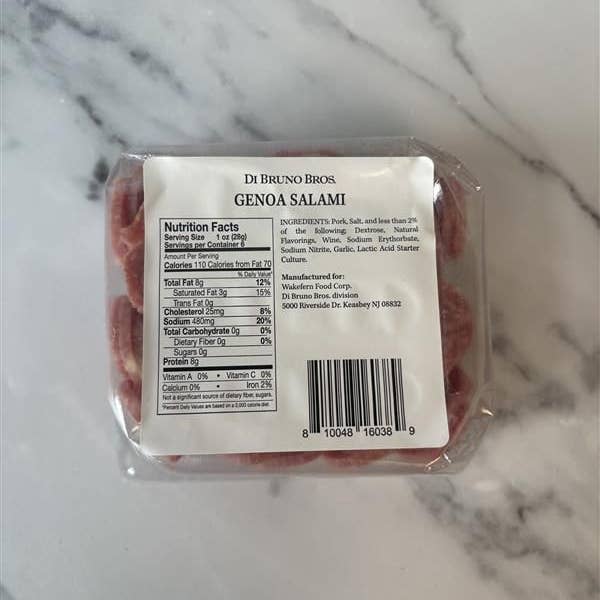 DI BRUNO BROS.
GENOA SALAMI
Nutrition Facts
Serving Size 1 oz (28g)
Servings per Container 6
Amount Per Serving
Calories 110 Calories from Fat 70
% Daily Value*
Total Fat 8g 12%
Saturated Fat 3g 15%
Trans Fat 0g
Cholesterol 25mg 8%
Sodium 480mg 20%
Total Carbohydrate 0g 0%
Dietary Fiber 0g 0%
Sugars 0g
Protein 8g
Vitamin A 0% • Vitamin C 0%
Calcium 0% • Iron 2%
Not a significant source of dietary fiber, sugars.
*Percent Daily Values are based on a 2,000 calorie diet.
INGREDIENTS: Pork, Salt, and less than 2%
of the following: Dextrose, Natural
Flavorings, Wine, Sodium Erythorbate,
Sodium Nitrite, Garlic, Lactic Acid Starter
Culture.
Manufactured for:
Wakefern Food Corp.
Di Bruno Bros. division
5000 Riverside Dr. Keasbey NJ 08832
8 10048 16038 9